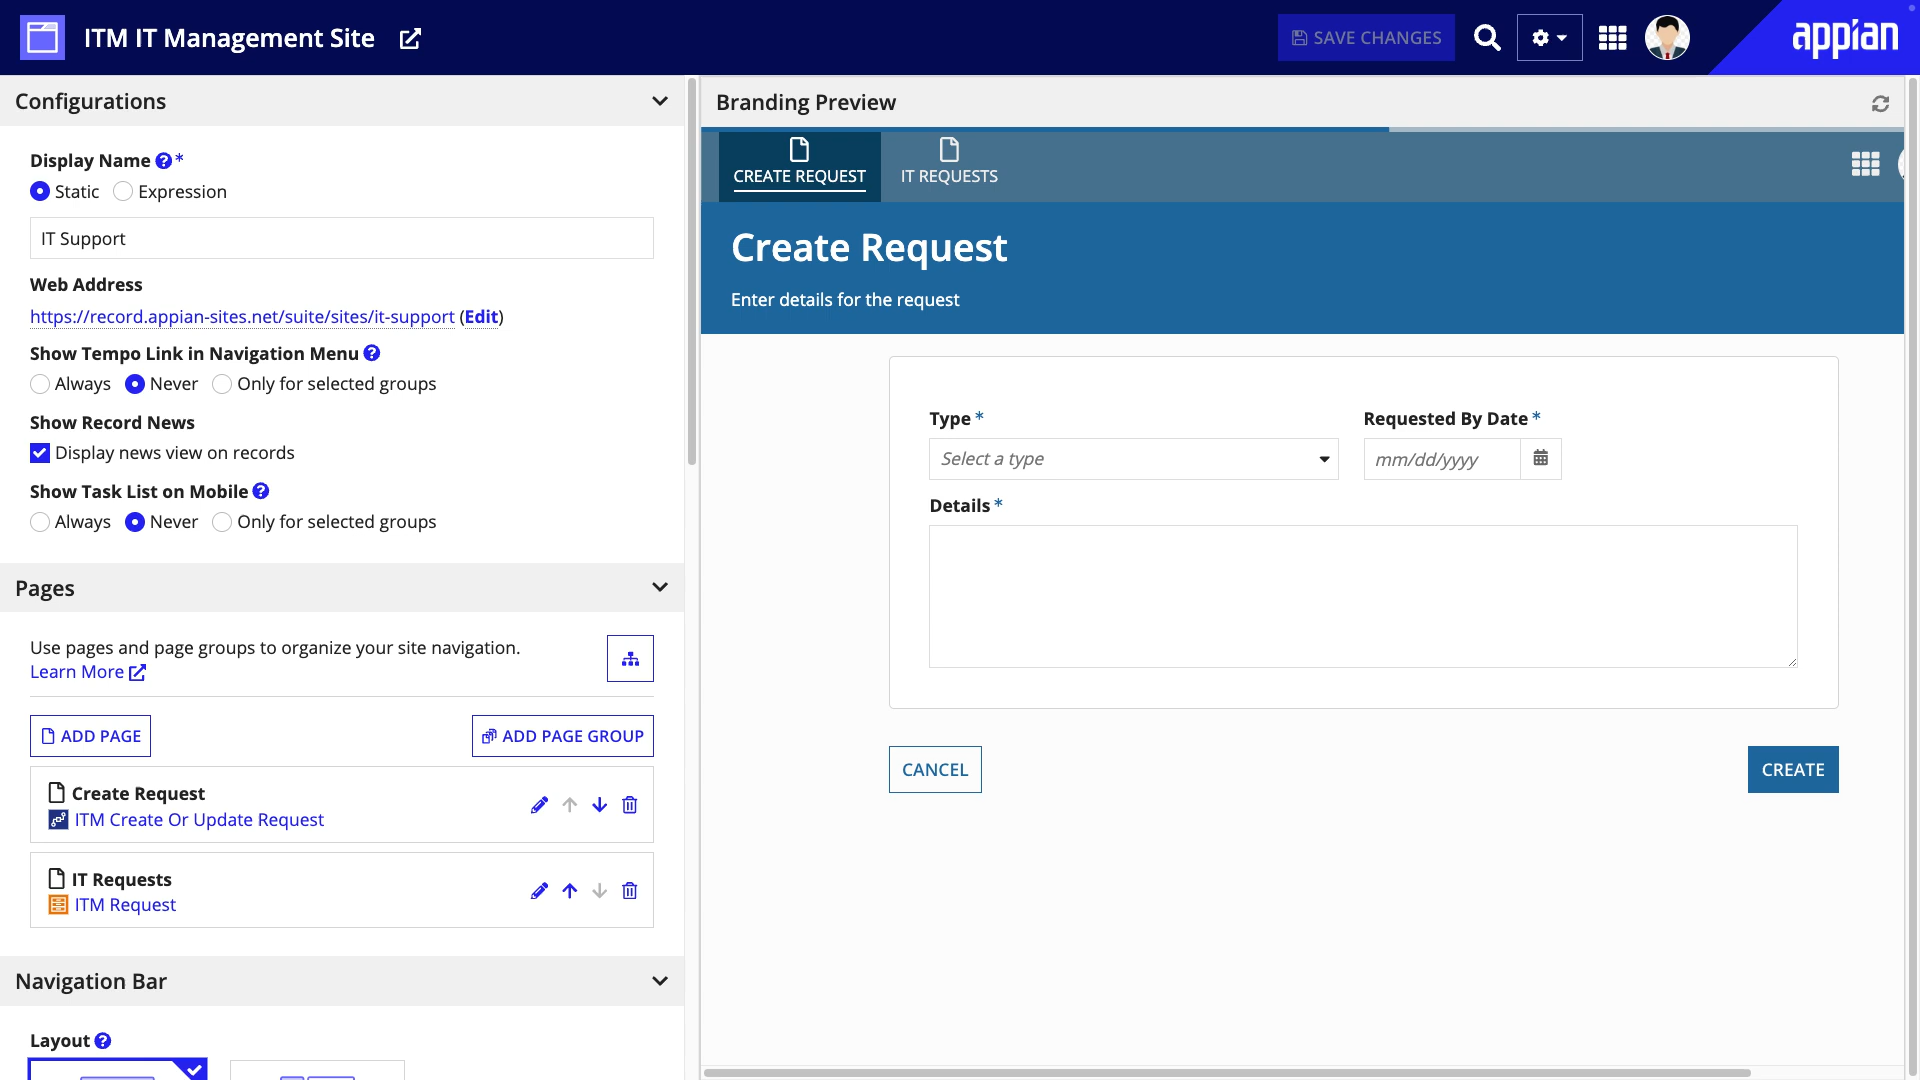 ITM IT Management Site
SAVE CHANGES
appian
Configurations
Display Name ? *
Static
Expression
IT Support
Web Address
https://record.appian-sites.net/suite/sites/it-support (Edit)
Show Tempo Link in Navigation Menu ?
Always
Never
Only for selected groups
Show Record News
Display news view on records
Show Task List on Mobile ?
Always
Never
Only for selected groups
Pages
Use pages and page groups to organize your site navigation.
Learn More
ADD PAGE
ADD PAGE GROUP
Create Request
ITM Create Or Update Request
IT Requests
ITM Request
Navigation Bar
Layout ?
Branding Preview
CREATE REQUEST
IT REQUESTS
Create Request
Enter details for the request
Type *
Requested By Date *
Select a type
mm/dd/yyyy
Details *
CANCEL
CREATE